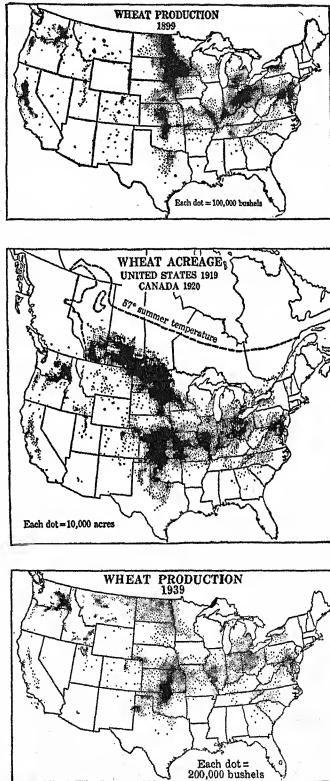 WHEAT PRODUCTION
1899
Each dot = 100,000 bushels
WHEAT ACREAGE
UNITED STATES 1919
CANADA 1920
57° summer temperature
Each dot = 10,000 acres
WHEAT PRODUCTION
1939
Each dot =
200,000 bushels